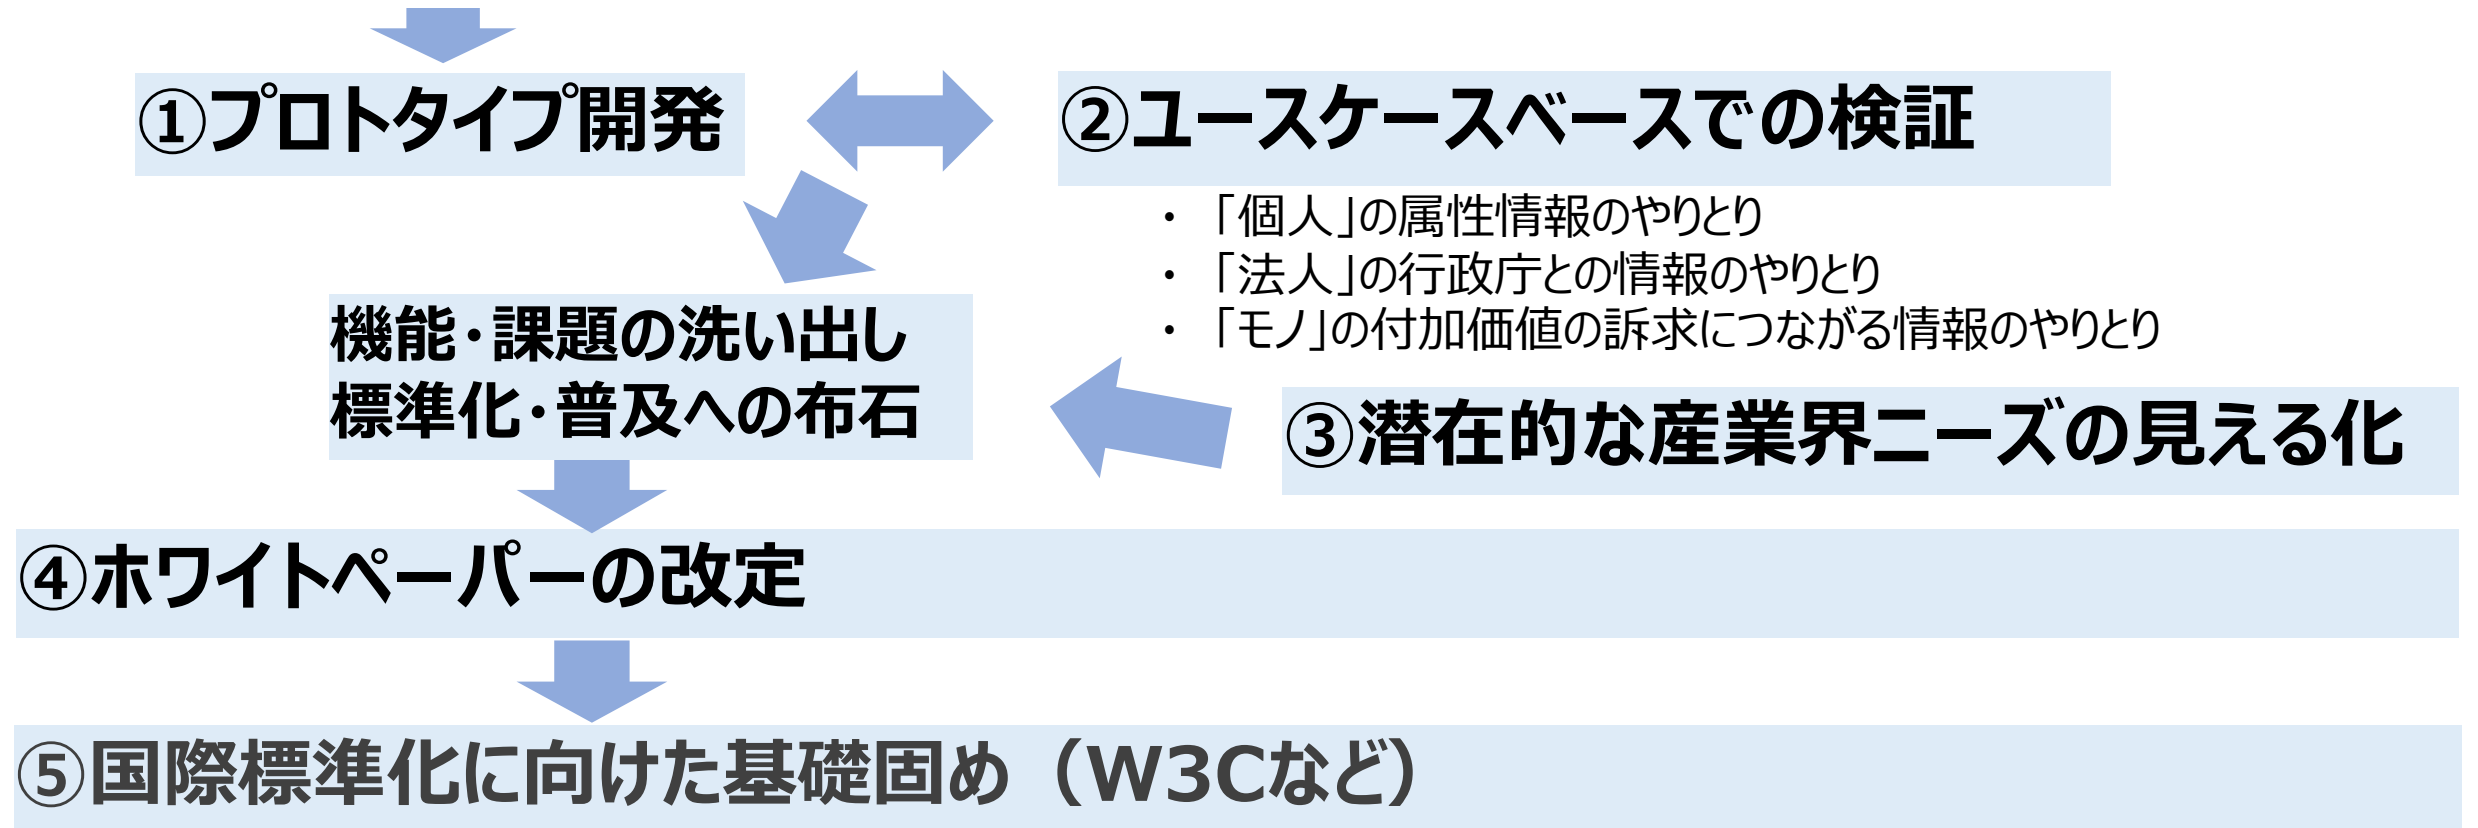 ①プロトタイプ開発
②ユースケースベースでの検証
・「個人」の属性情報のやりとり
・「法人」の行政庁との情報のやりとり
・「モノ」の付加価値の訴求につながる情報のやりとり
機能・課題の洗い出し
標準化・普及への布石
③潜在的な産業界ニーズの見える化
④ホワイトペーパーの改定
⑤国際標準化に向けた基礎固め（W3Cなど）